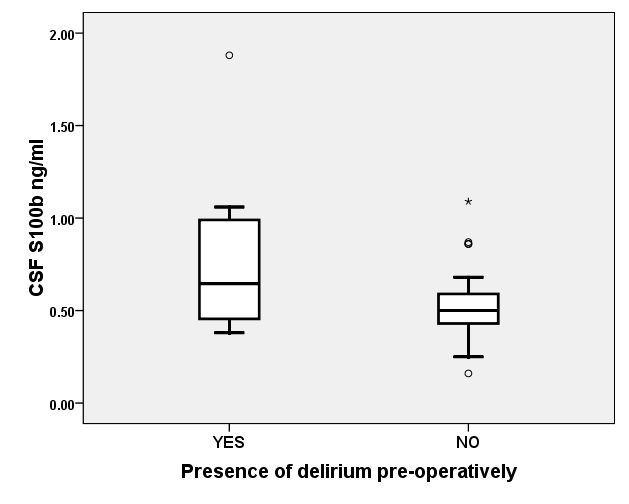 CSF S100b ng/ml
2.00
1.50
1.00
0.50
0.00
YES NO
Presence of delirium pre-operatively